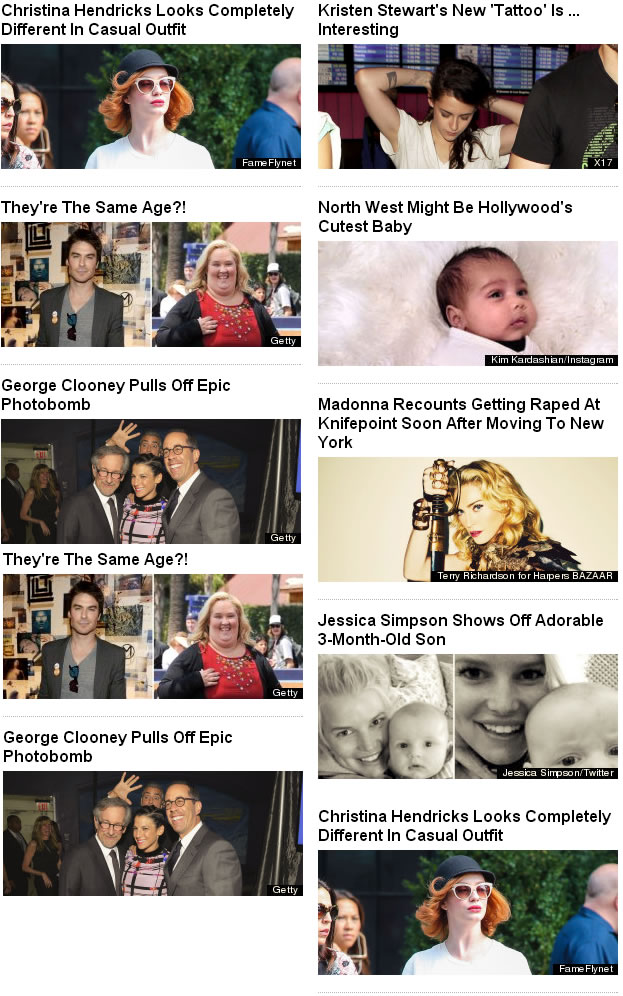 Christina Hendricks Looks Completely
Different In Casual Outfit
FameFlynet
They're The Same Age?!
Getty
George Clooney Pulls Off Epic
Photobomb
Getty
They're The Same Age?!
Getty
George Clooney Pulls Off Epic
Photobomb
Getty
Kristen Stewart's New 'Tattoo' Is ...
Interesting
X17
North West Might Be Hollywood's
Cutest Baby
Kim Kardashian/Instagram
Madonna Recounts Getting Raped At
Knifepoint Soon After Moving To New
York
Terry Richardson for Harpers BAZAAR
Jessica Simpson Shows Off Adorable
3-Month-Old Son
Jessica Simpson/Twitter
Christina Hendricks Looks Completely
Different In Casual Outfit
FameFlynet